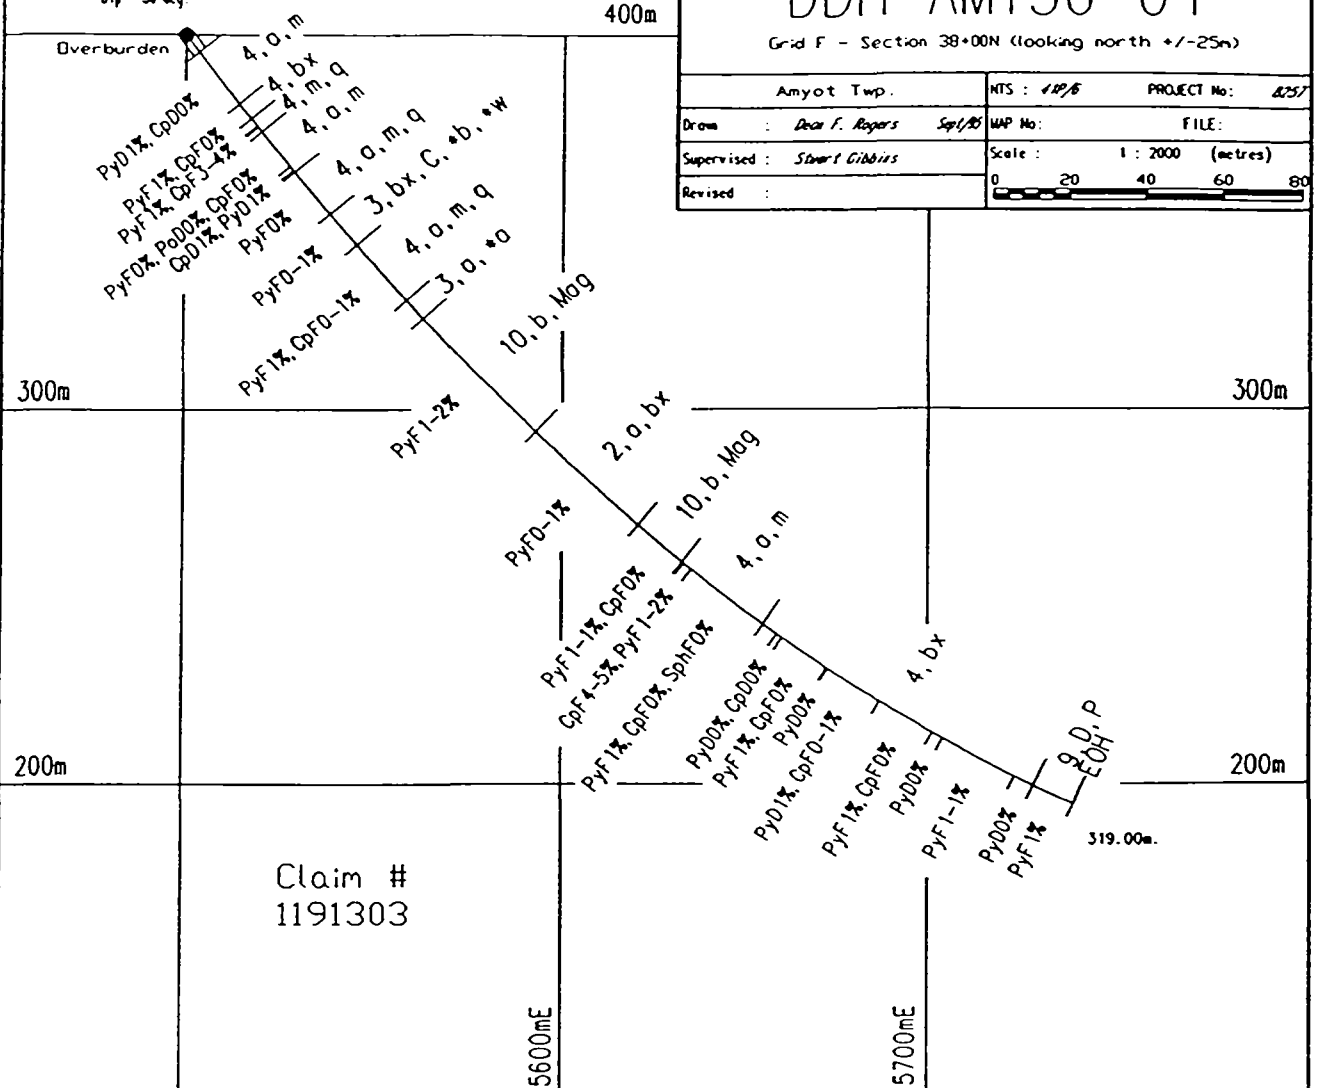 400m
Grid F - Section 38+00N (looking north +/-25m)
Amyot Twp.
NTS :
PROJECT No: 8257
Drawn : Dean F. Rogers Sept/95
MAP No:
FILE:
Supervised : Stuart Gibbins
Scale : 1 : 2000 (metres)
0 20 40 60 80
Revised :
Overburden
4, a, m
4, bx
4, m, q
4, a, m
4, a, m, q
3, bx, C, *b, *w
4, a, m, q
3, a, *a
10, b, Mag
2, a, bx
10, b, Mag
4, a, m
4, bx
9, D, P
EOH
PyD1%, CpD0%
PyF1%, CpF0%
PyF1%, CpF3-4%
PyF0%, PoD0%, CpF0%
CpD1%, PyD1%
PyF0%
PyF0-1%
PyF1%, CpF0-1%
PyF1-2%
PyF0-1%
PyF1-1%, CpF0%
CpF4-5%, PyF1-2%
PyF1%, CpF0%, SphF0%
PyD0%, CpD0%
PyF1%, CpF0%
PyD0%
PyD1%, CpF0-1%
PyF1%, CpF0%
PyD0%
PyF1-1%
PyD0%
PyF1%
319.00m.
300m
300m
200m
200m
Claim #
1191303
5600mE
5700mE